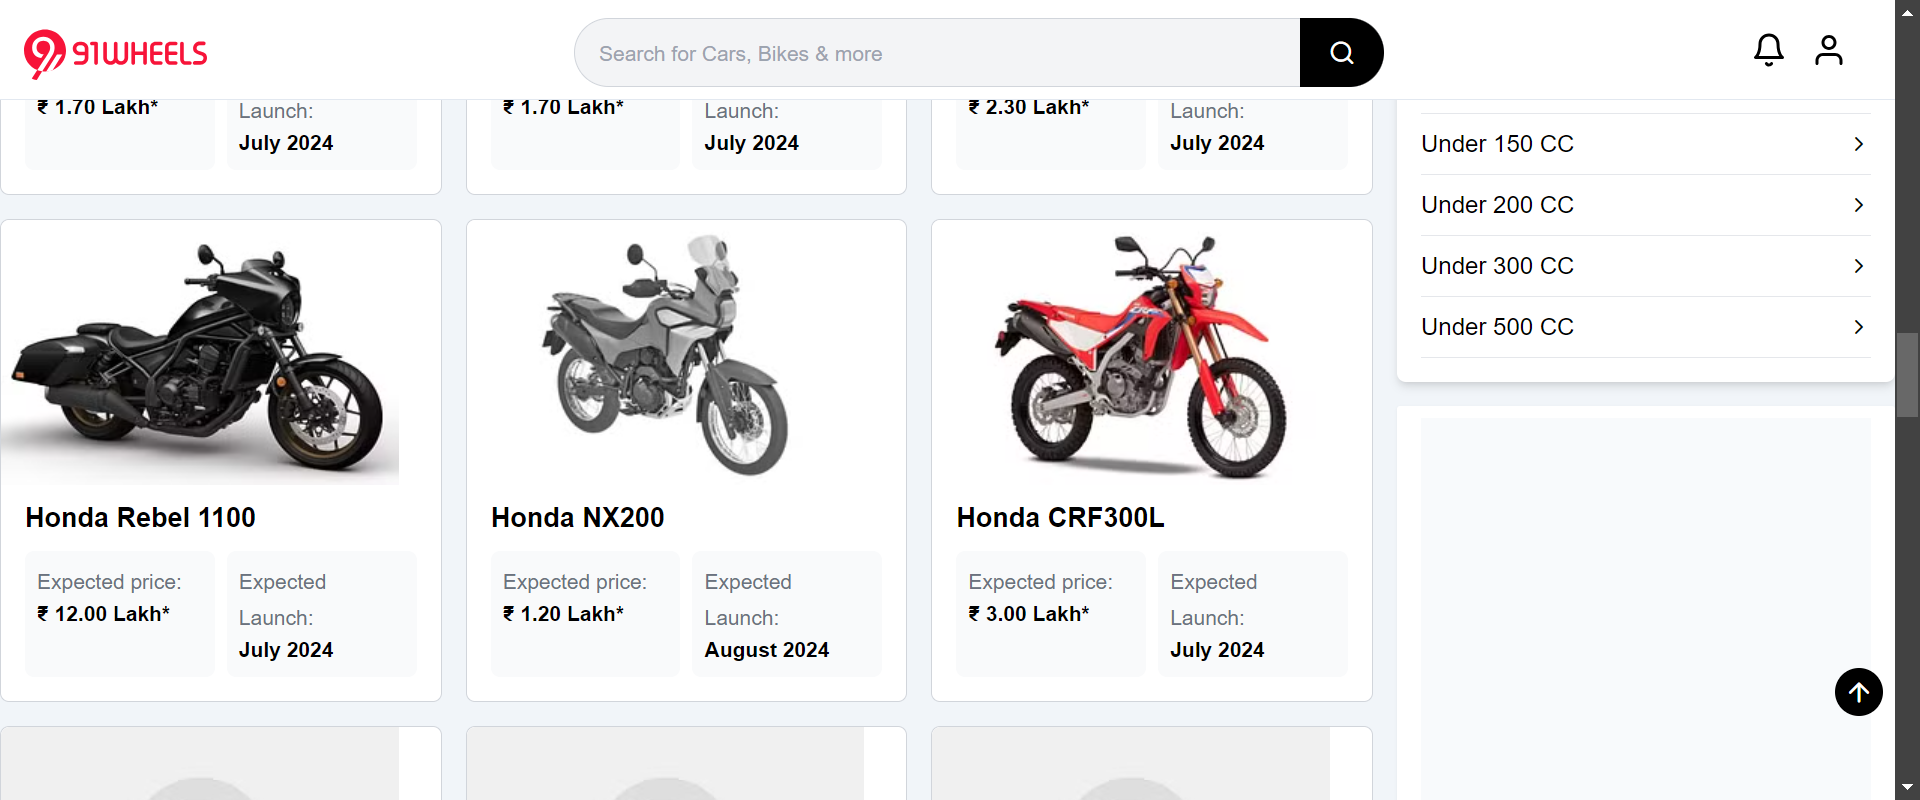 91WHEELS
Search for Cars, Bikes & more
₹ 1.70 Lakh*
Launch:
July 2024
₹ 1.70 Lakh*
Launch:
July 2024
₹ 2.30 Lakh*
Launch:
July 2024
Honda Rebel 1100
Expected price:
₹ 12.00 Lakh*
Expected
Launch:
July 2024
Honda NX200
Expected price:
₹ 1.20 Lakh*
Expected
Launch:
August 2024
CRF
Honda CRF300L
Expected price:
₹ 3.00 Lakh*
Expected
Launch:
July 2024
Under 150 CC
Under 200 CC
Under 300 CC
Under 500 CC